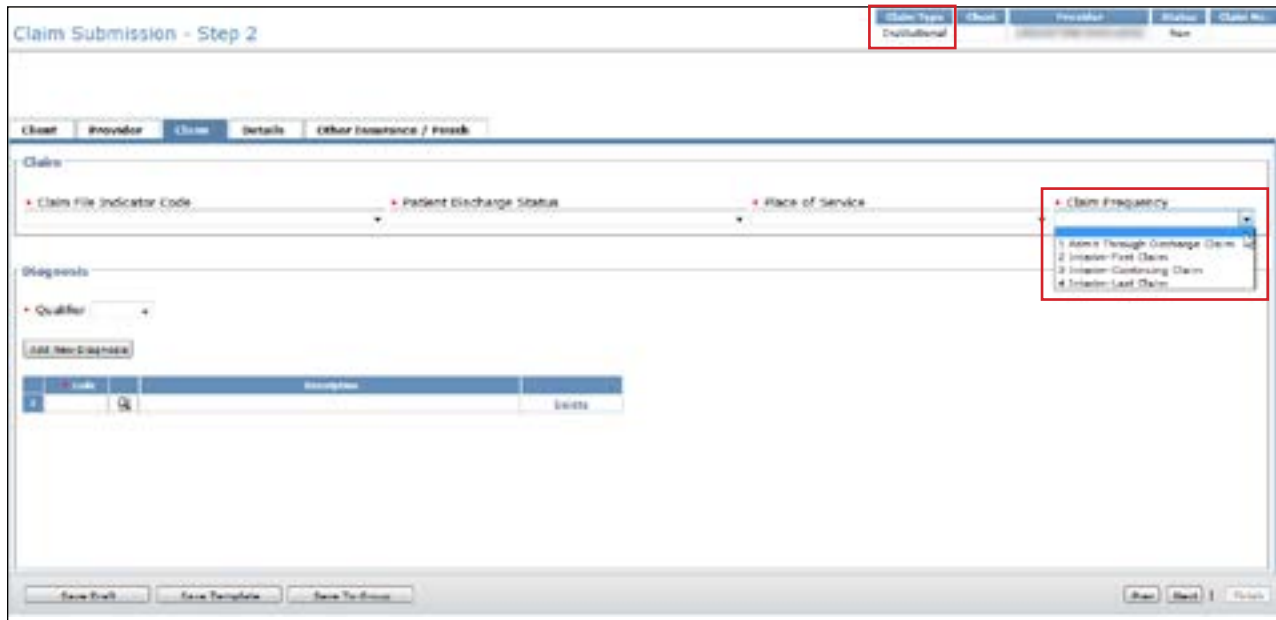 Claim Submission - Step 2
Claim Type Client Provider Status Claim No.
Institutional New
Client Provider Claim Details Other Insurance / Finish
Claim
* Claim File Indicator Code * Patient Discharge Status * Place of Service * Claim Frequency
1 Admit Through Discharge Claim
2 Interim-First Claim
3 Interim-Continuing Claim
4 Interim-Last Claim
Diagnosis
* Qualifier
Add New Diagnosis
* Code Description
Delete
Save Draft Save Template Save To Group Prev Next Finish